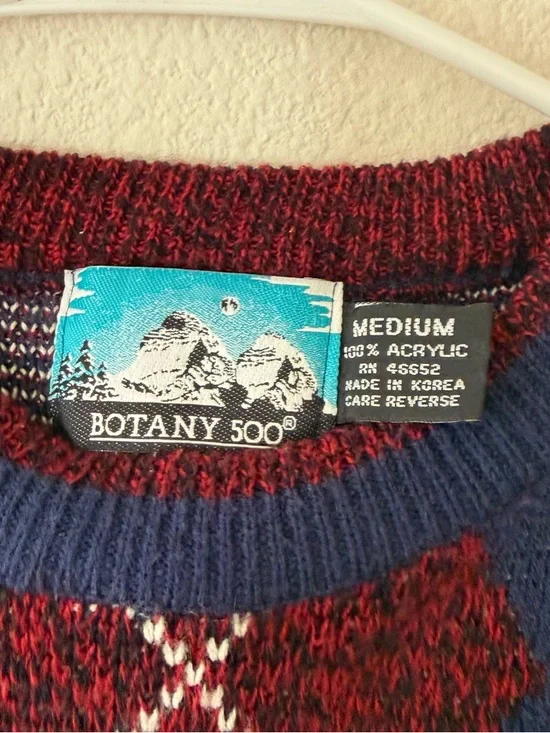 BOTANY 500®
MEDIUM
100% ACRYLIC
RN 46652
MADE IN KOREA
CARE REVERSE